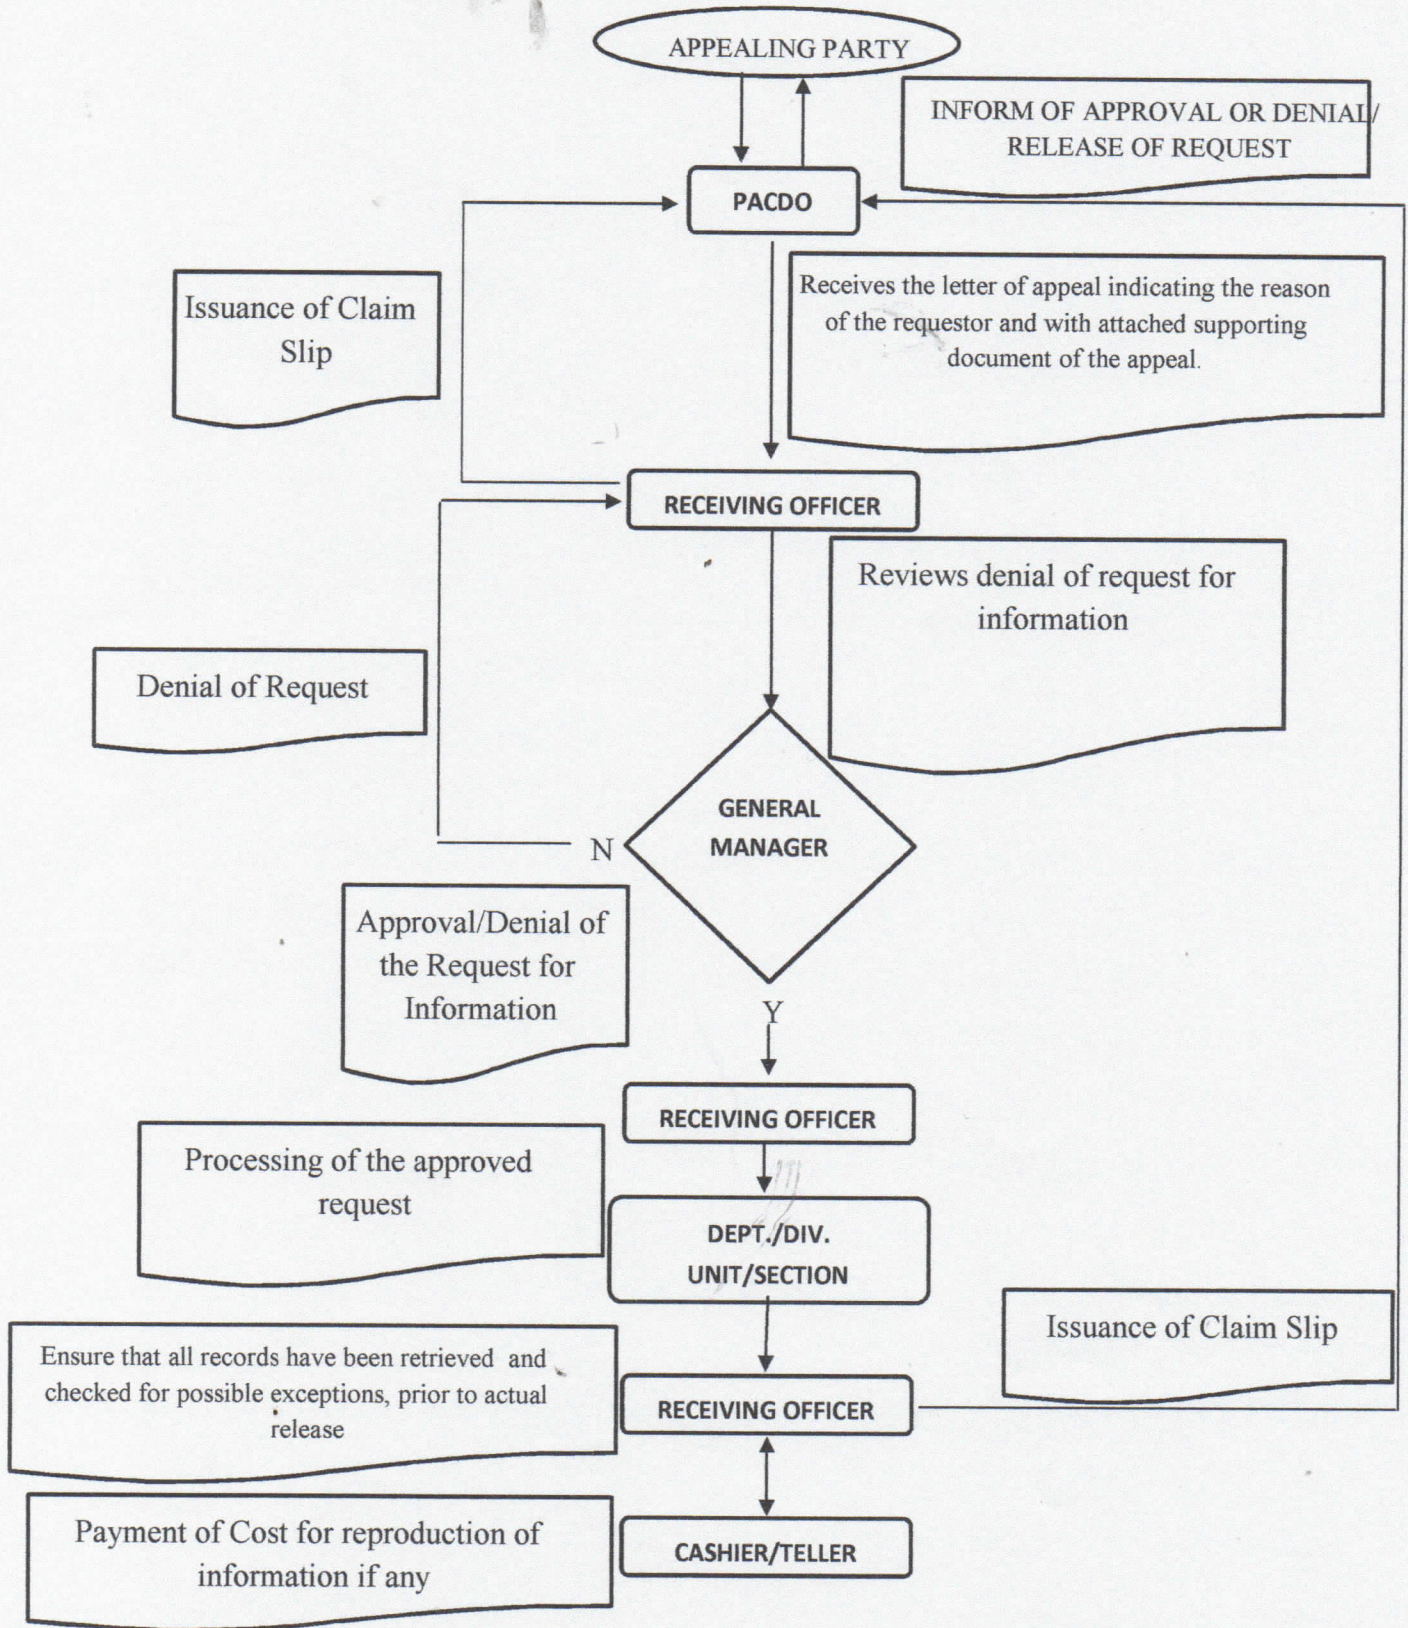 APPEALING PARTY
INFORM OF APPROVAL OR DENIAL/
RELEASE OF REQUEST
PACDO
Issuance of Claim
Slip
Receives the letter of appeal indicating the reason
of the requestor and with attached supporting
document of the appeal.
RECEIVING OFFICER
Reviews denial of request for
information
Denial of Request
GENERAL
MANAGER
N
Approval/Denial of
the Request for
Information
Y
RECEIVING OFFICER
Processing of the approved
request
DEPT./DIV.
UNIT/SECTION
Issuance of Claim Slip
Ensure that all records have been retrieved and
checked for possible exceptions, prior to actual
release
RECEIVING OFFICER
Payment of Cost for reproduction of
information if any
CASHIER/TELLER